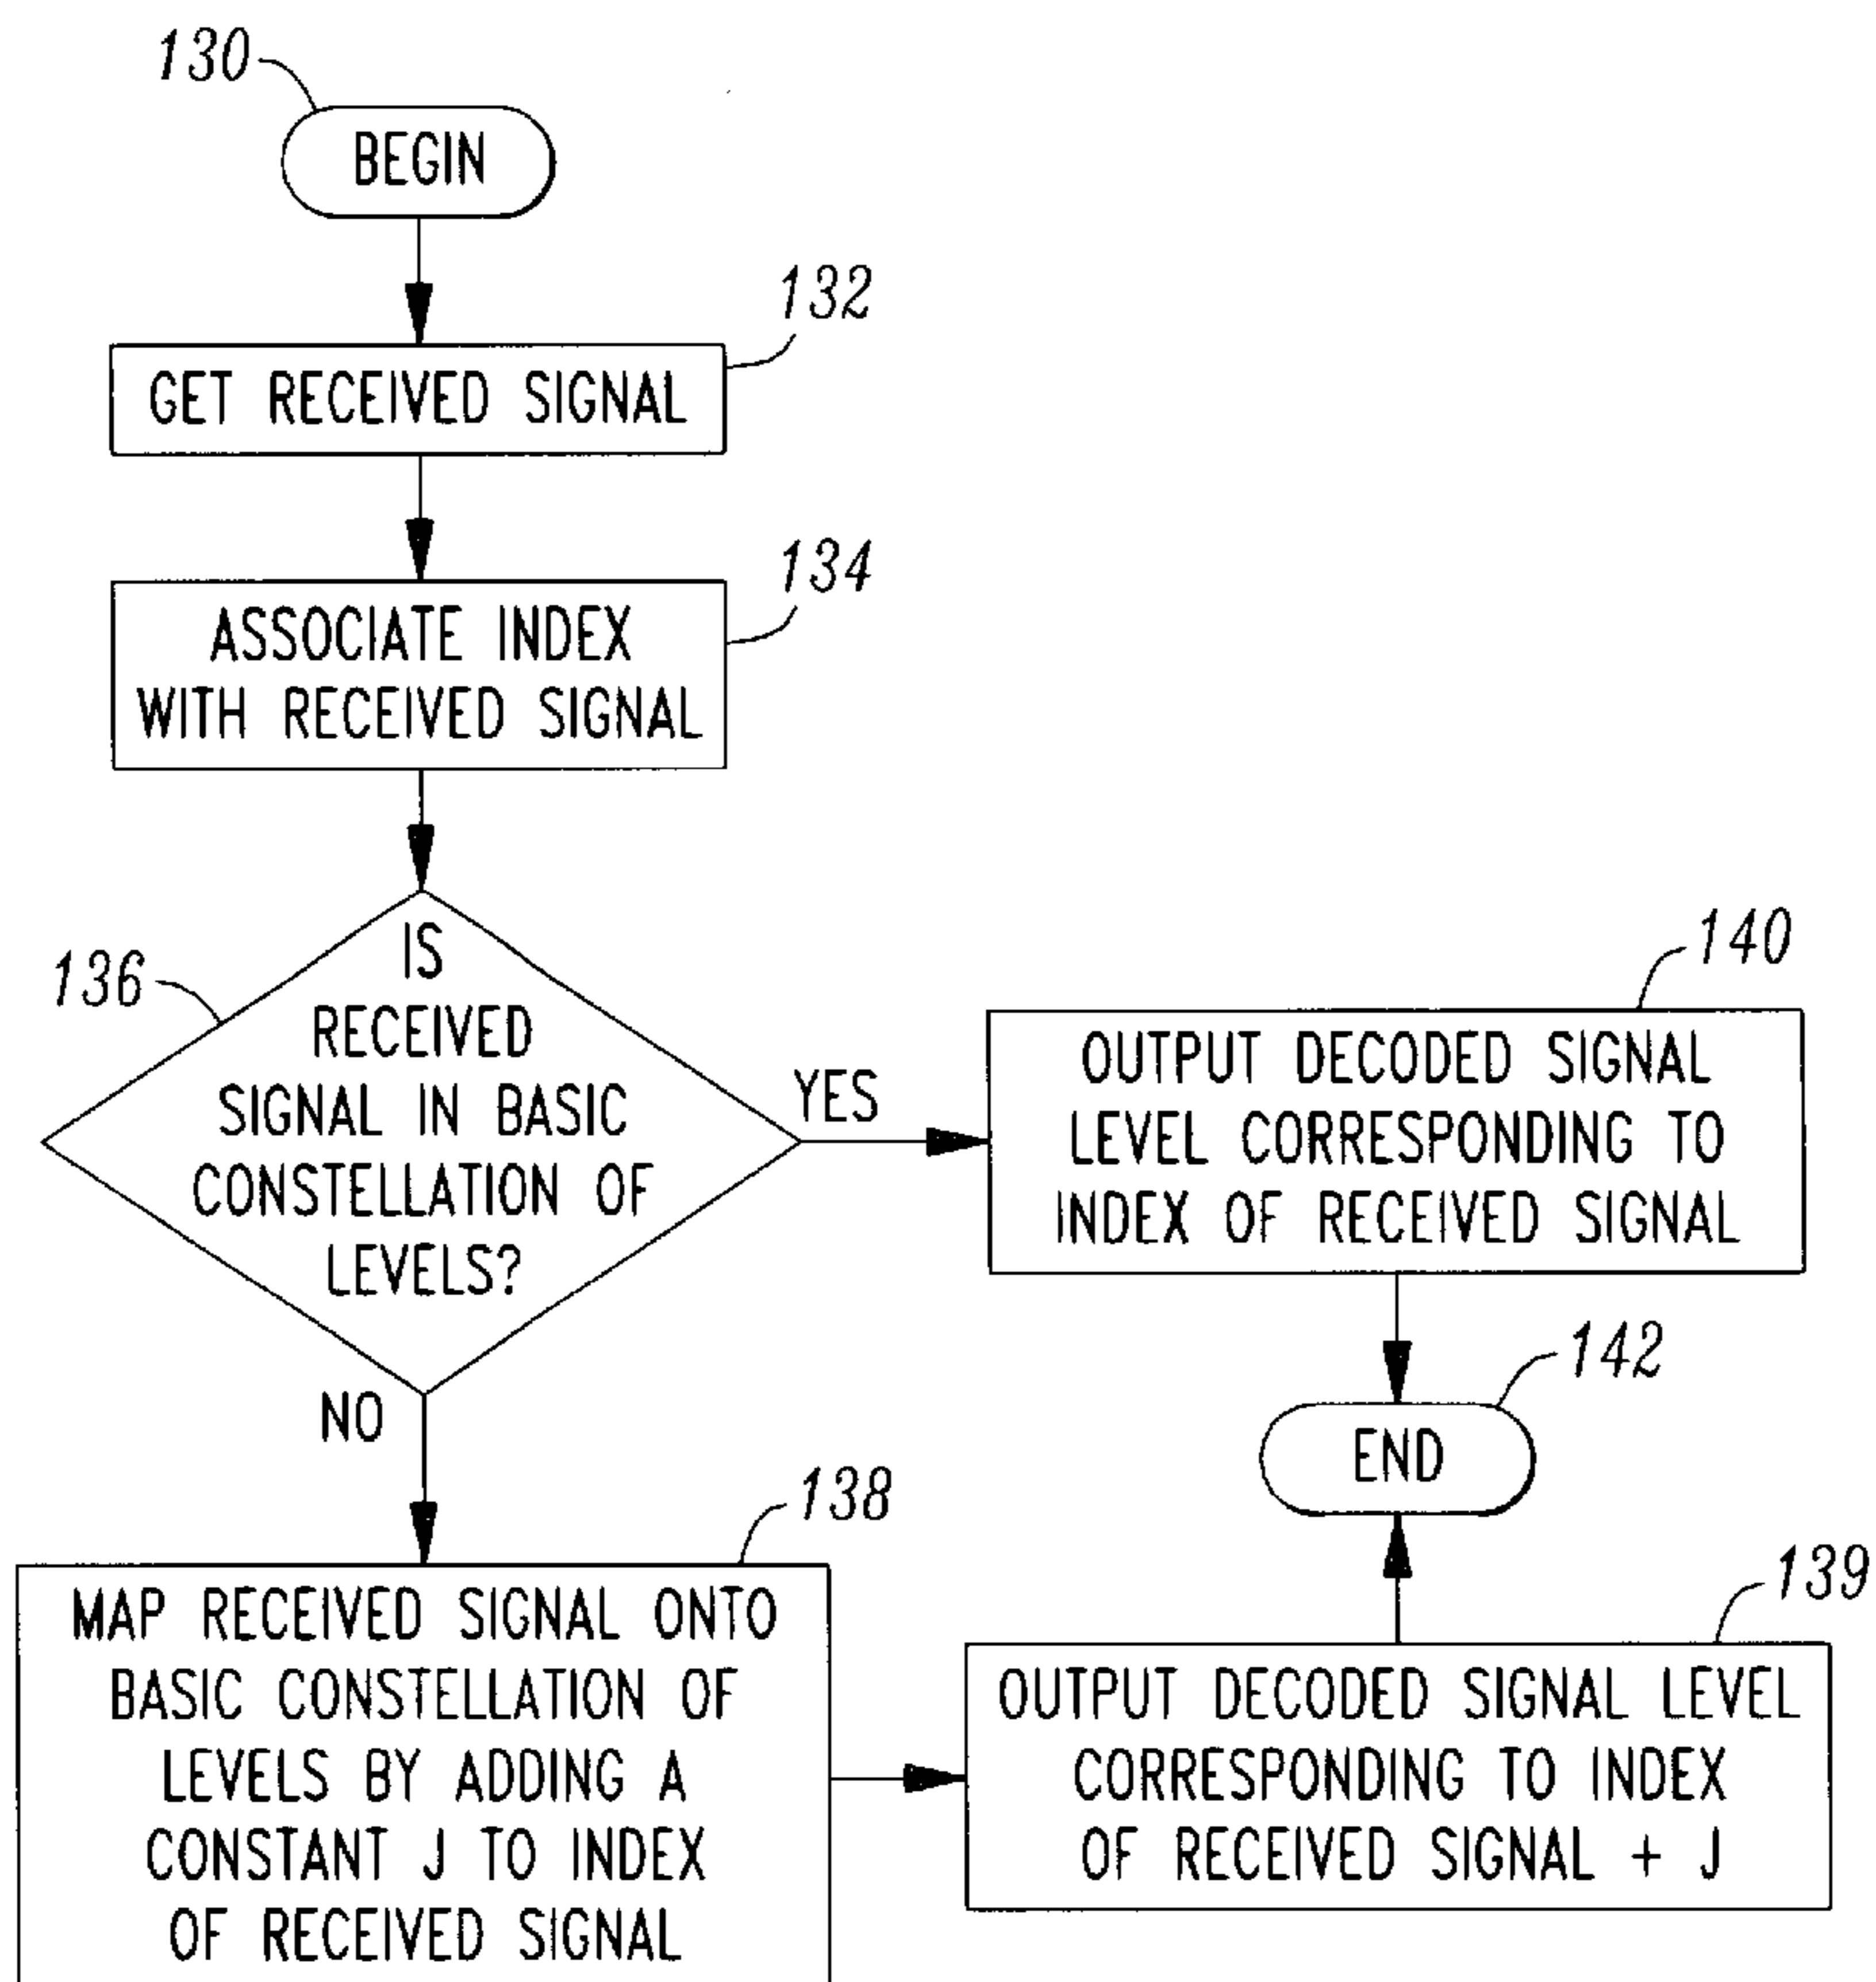 130
BEGIN
132
GET RECEIVED SIGNAL
134
ASSOCIATE INDEX
WITH RECEIVED SIGNAL
136
IS
RECEIVED
SIGNAL IN BASIC
CONSTELLATION OF
LEVELS?
YES
NO
140
OUTPUT DECODED SIGNAL
LEVEL CORRESPONDING TO
INDEX OF RECEIVED SIGNAL
142
END
138
MAP RECEIVED SIGNAL ONTO
BASIC CONSTELLATION OF
LEVELS BY ADDING A
CONSTANT J TO INDEX
OF RECEIVED SIGNAL
139
OUTPUT DECODED SIGNAL LEVEL
CORRESPONDING TO INDEX
OF RECEIVED SIGNAL + J